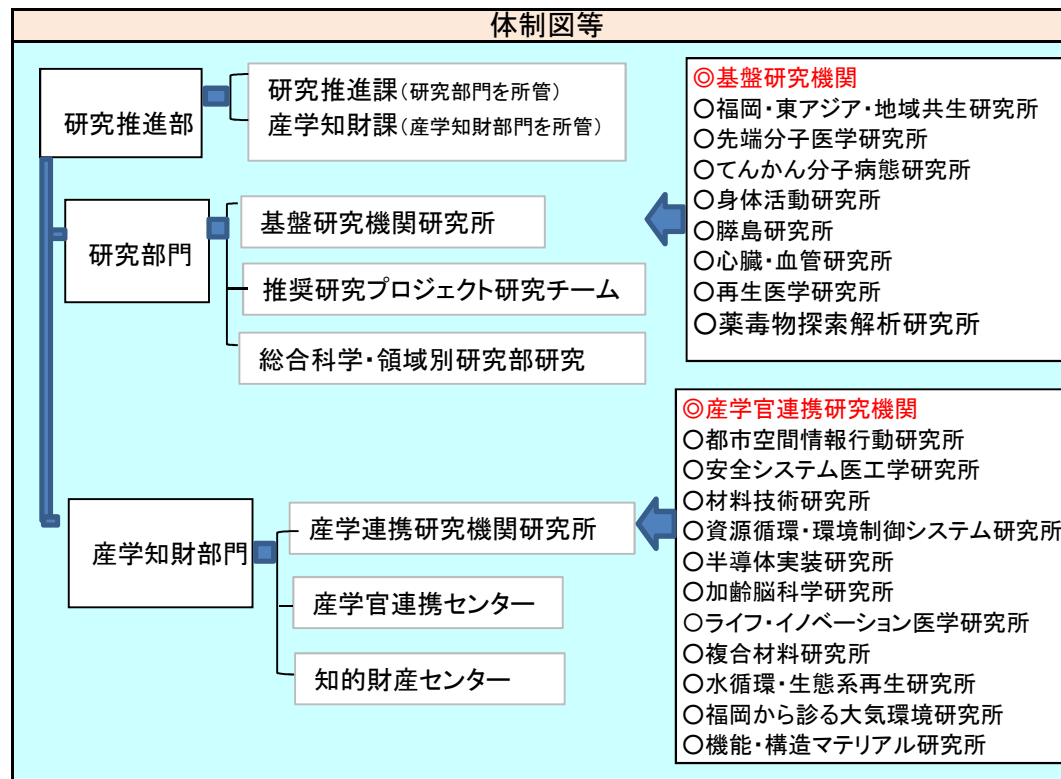 体制図等
研究推進部
研究推進課(研究部門を所管)
産学知財課(産学知財部門を所管)
研究部門
基盤研究機関研究所
推奨研究プロジェクト研究チーム
総合科学・領域別研究部研究
産学知財部門
産学連携研究機関研究所
産学官連携センター
知的財産センター
◎基盤研究機関
○福岡・東アジア・地域共生研究所
○先端分子医学研究所
○てんかん分子病態研究所
○身体活動研究所
○膵島研究所
○心臓・血管研究所
○再生医学研究所
○薬毒物探索解析研究所
◎産学官連携研究機関
○都市空間情報行動研究所
○安全システム医工学研究所
○材料技術研究所
○資源循環・環境制御システム研究所
○半導体実装研究所
○加齢脳科学研究所
○ライフ・イノベーション医学研究所
○複合材料研究所
○水循環・生態系再生研究所
○福岡から診る大気環境研究所
○機能・構造マテリアル研究所